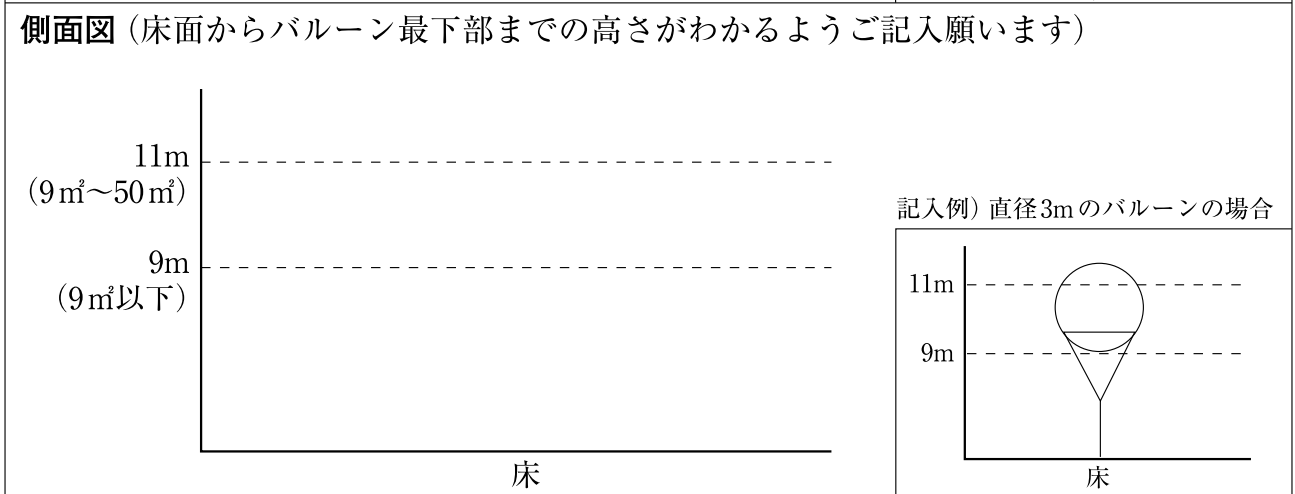 側面図（床面からバルーン最下部までの高さがわかるようご記入願います）
11m
（9㎡～50㎡）
9m
（9㎡以下）
床
記入例）直径3mのバルーンの場合
11m
9m
床